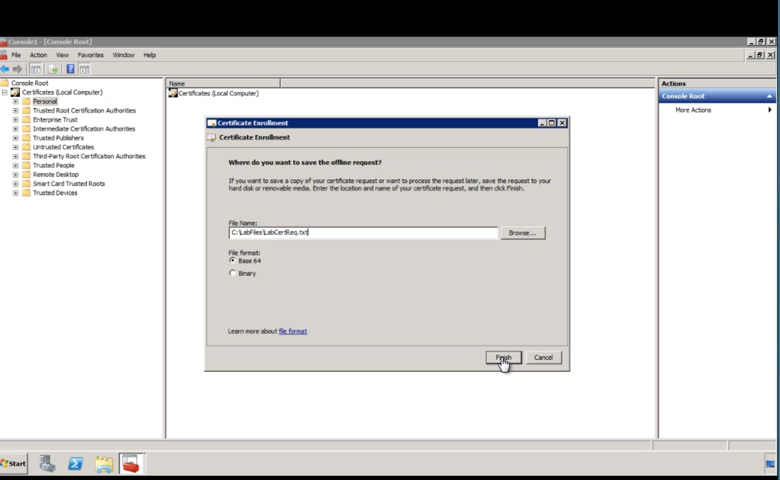 Console1 - [Console Root]
File Action View Favorites Window Help
Console Root
Certificates (Local Computer)
Personal
Trusted Root Certification Authorities
Enterprise Trust
Intermediate Certification Authorities
Trusted Publishers
Untrusted Certificates
Third-Party Root Certification Authorities
Trusted People
Remote Desktop
Smart Card Trusted Roots
Trusted Devices
Name
Certificates (Local Computer)
Certificate Enrollment
Certificate Enrollment
Where do you want to save the offline request?
If you want to save a copy of your certificate request or want to process the request later, save the request to your
hard disk or removable media. Enter the location and name of your certificate request, and then click Finish.
File Name:
C:\LabFiles\LabCertReq.txt
Browse...
File format:
Base 64
Binary
Learn more about file format
Finish
Cancel
Actions
Console Root
More Actions
Start